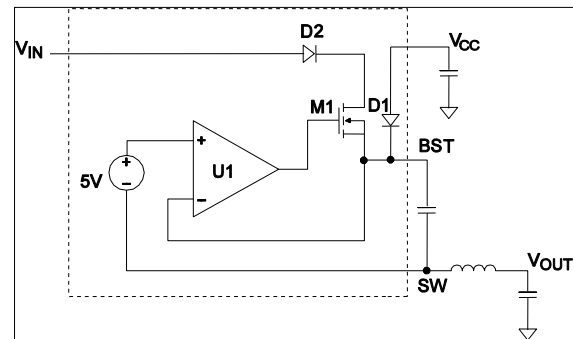 D2
VIN
VCC
M1
D1
BST
+
U1
5V
+
−
−
SW
VOUT